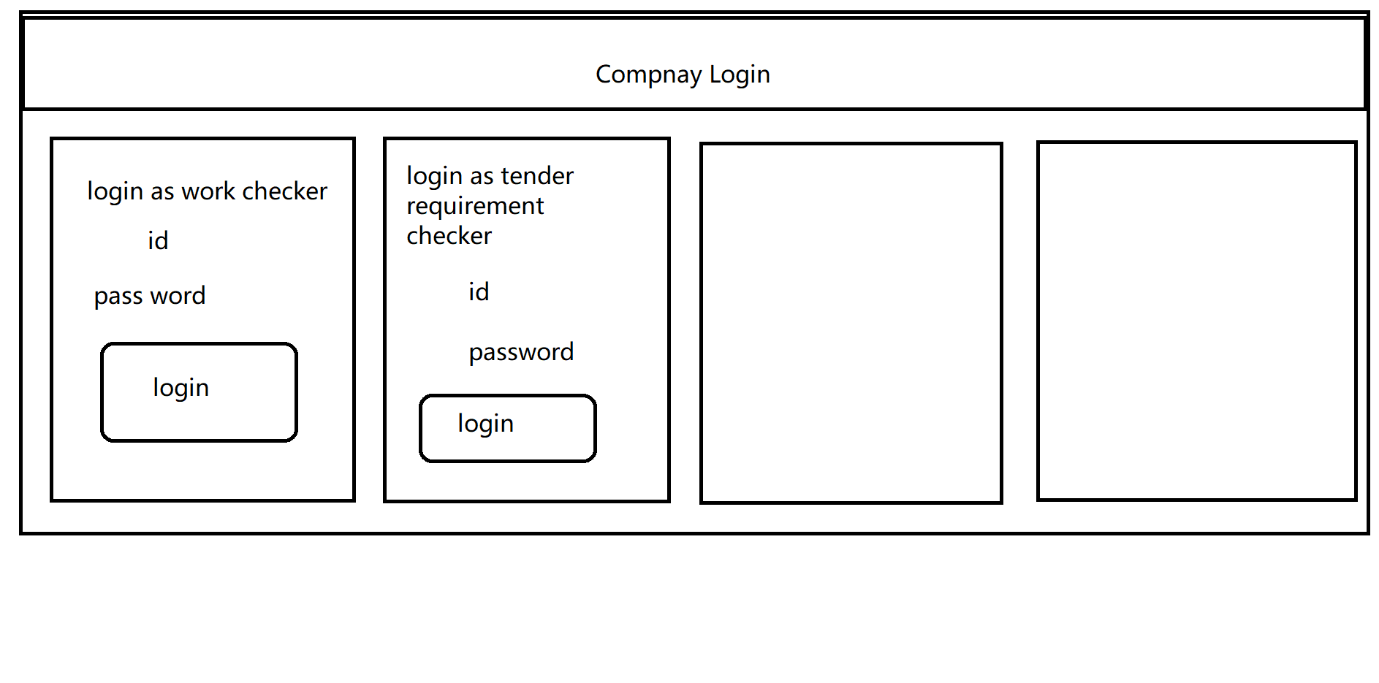 Compnay Login
login as work checker
id
pass word
login
login as tender
requirement
checker
id
password
login